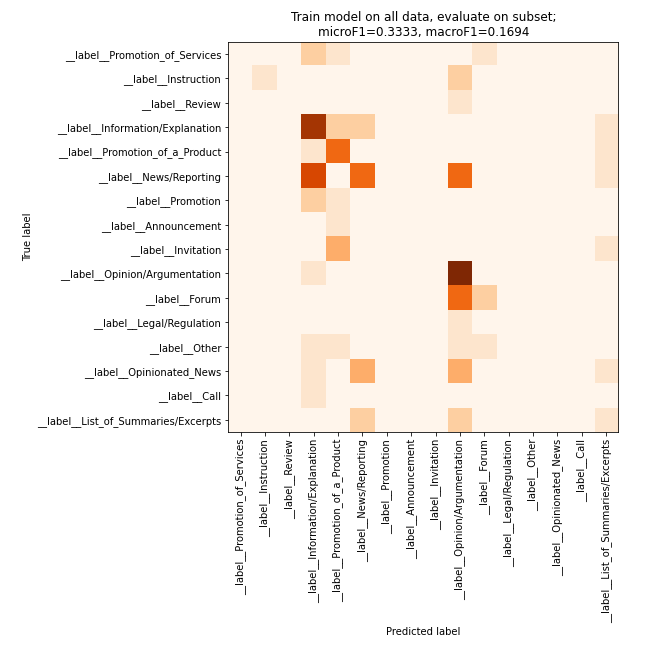 Train model on all data, evaluate on subset;
microF1=0.3333, macroF1=0.1694
True label
__label__Promotion_of_Services
__label__Instruction
__label__Review
__label__Information/Explanation
__label__Promotion_of_a_Product
__label__News/Reporting
__label__Promotion
__label__Announcement
__label__Invitation
__label__Opinion/Argumentation
__label__Forum
__label__Legal/Regulation
__label__Other
__label__Opinionated_News
__label__Call
__label__List_of_Summaries/Excerpts
__label__Promotion_of_Services
__label__Instruction
__label__Review
__label__Information/Explanation
__label__Promotion_of_a_Product
__label__News/Reporting
__label__Promotion
__label__Announcement
__label__Invitation
__label__Opinion/Argumentation
__label__Forum
__label__Legal/Regulation
__label__Other
__label__Opinionated_News
__label__Call
__label__List_of_Summaries/Excerpts
Predicted label